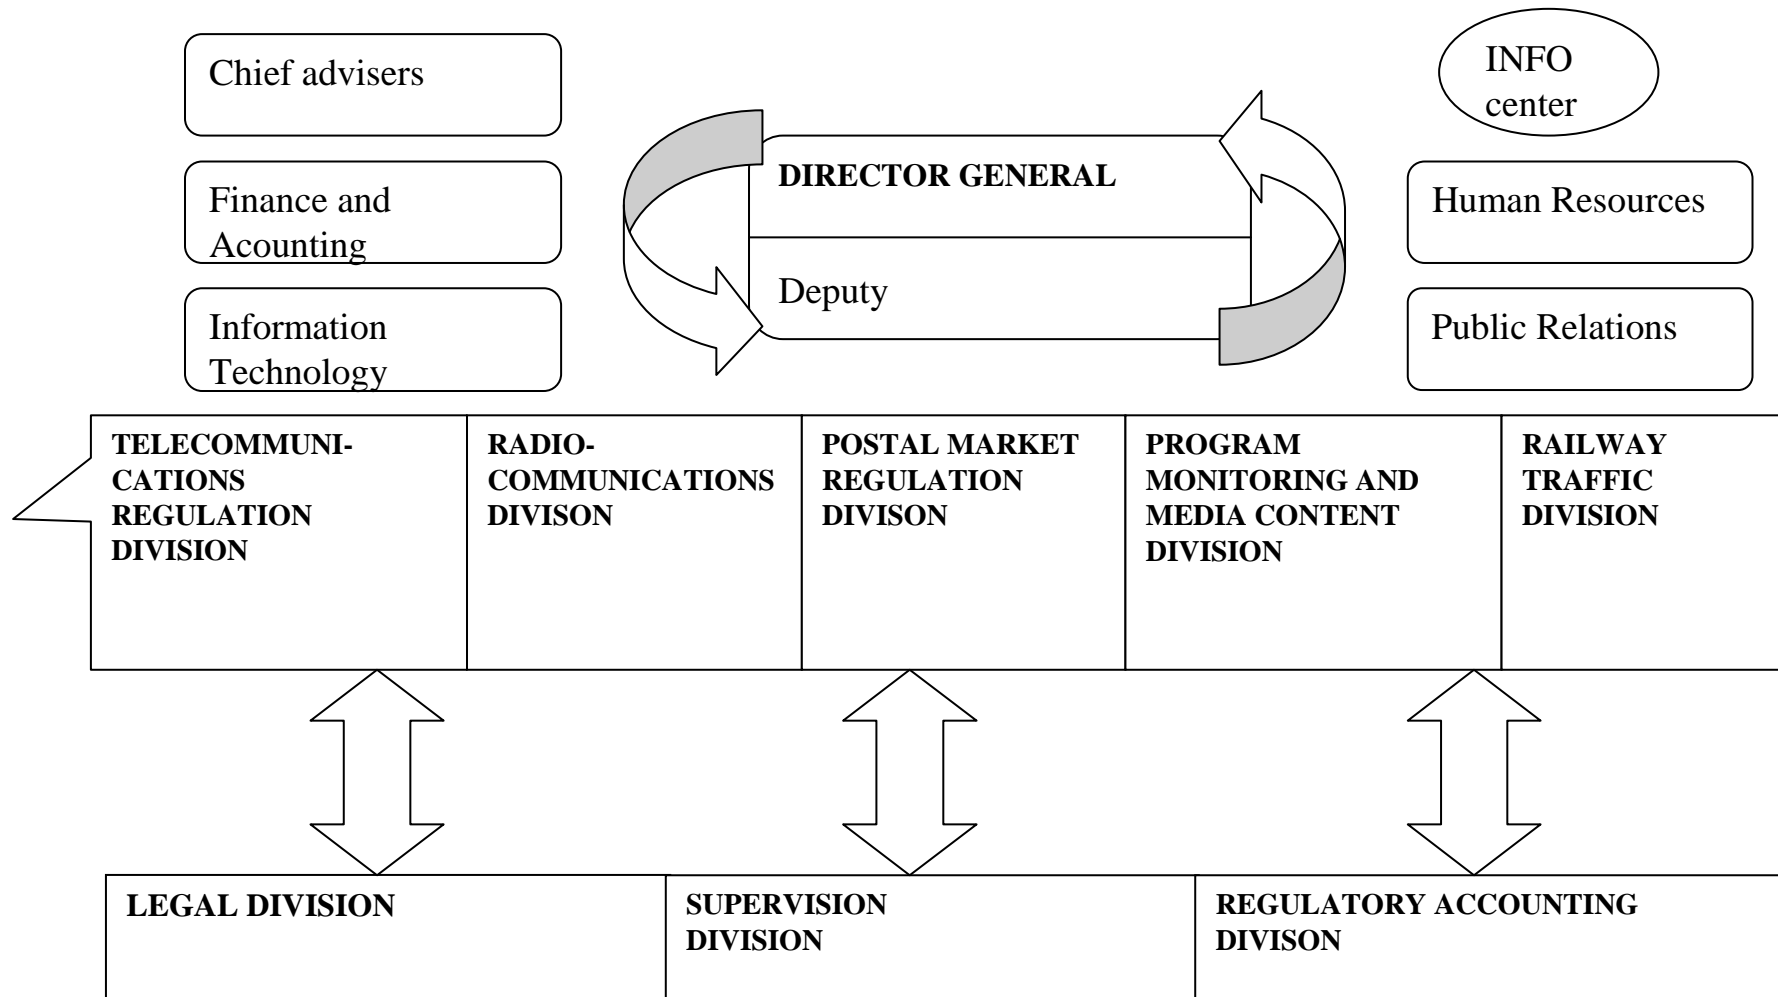 Chief advisers
INFO
center
DIRECTOR GENERAL
Finance and
Acounting
Human Resources
Deputy
Information
Technology
Public Relations
TELECOMMUNI-
CATIONS
REGULATION
DIVISION
RADIO-
COMMUNICATIONS
DIVISON
POSTAL MARKET
REGULATION
DIVISON
PROGRAM
MONITORING AND
MEDIA CONTENT
DIVISION
RAILWAY
TRAFFIC
DIVISION
LEGAL DIVISION
SUPERVISION
DIVISION
REGULATORY ACCOUNTING
DIVISON